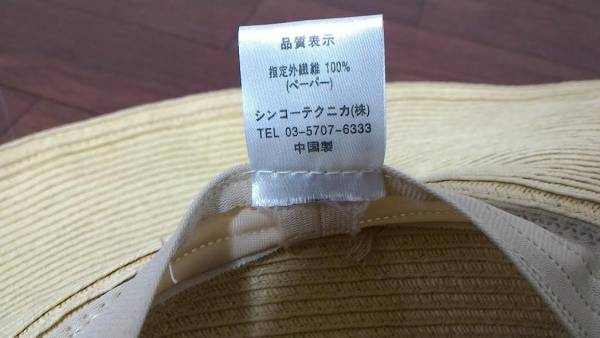 品質表示
指定外繊維 100%
(ペーパー)
シンコーテクニカ(株)
TEL 03-5707-6333
中国製